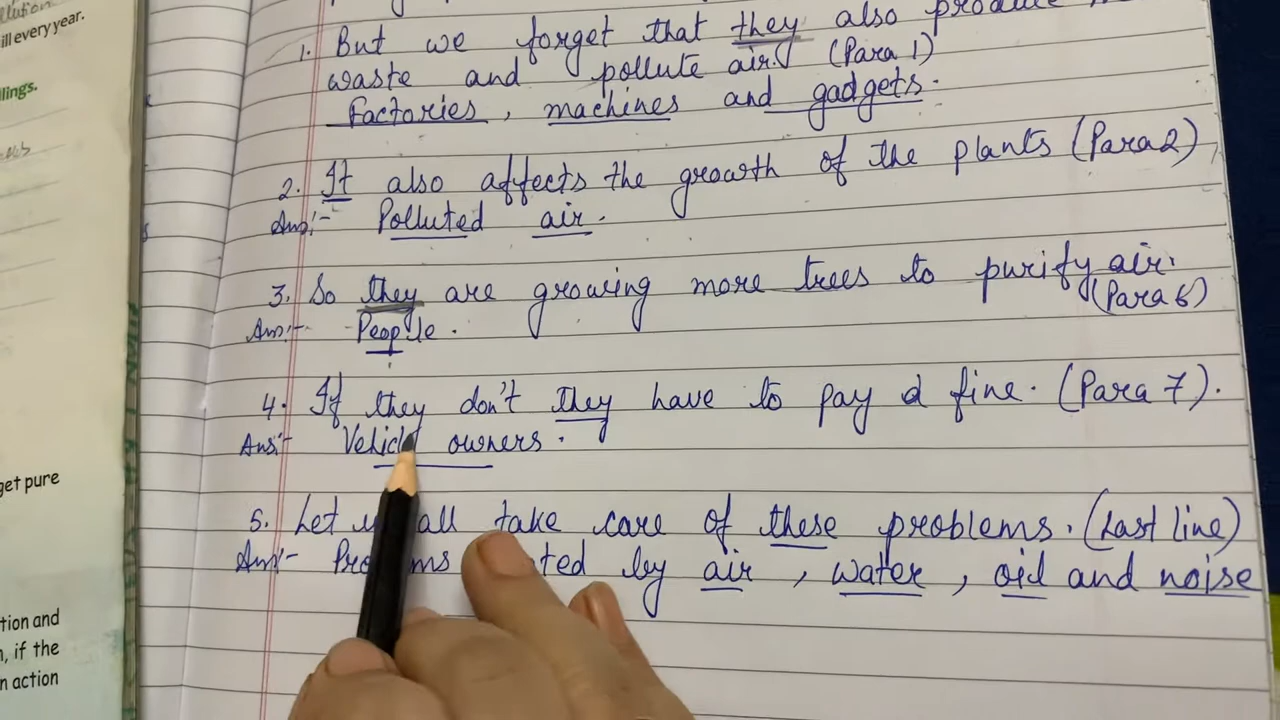 ill every year.
lings.
get pure
tion and
, if the
n action
1. But we forget that they also produce
waste and pollute air. (Para 1)
Factories, machines and gadgets.
2. It also affects the growth of the plants (Para 2)
Ans:- Polluted air.
3. So they are growing more trees to purify air.
(Para 6)
Ans:- People.
4. If they don't they have to pay a fine. (Para 7).
Ans:- Vehicle owners.
5. Let all take care of these problems. (Last line)
Ans:- by air, water, oil and noise